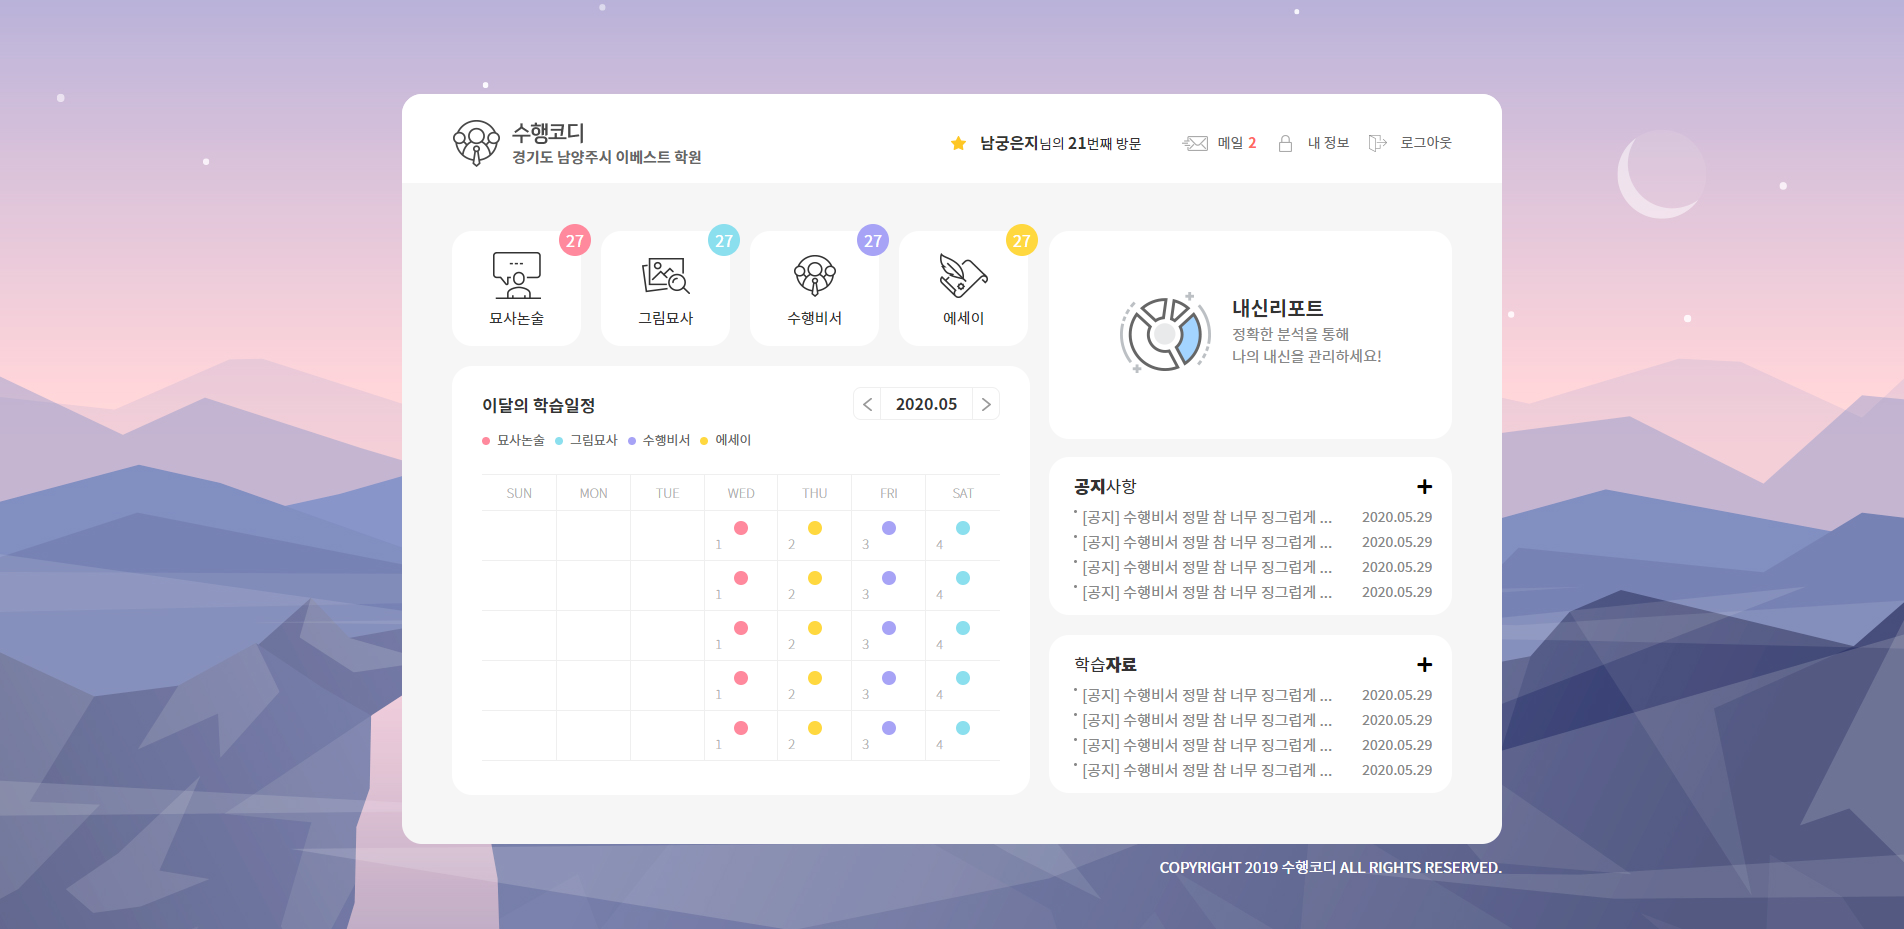 수행코디
경기도 남양주시 이베스트 학원
남궁은지님의 21번째 방문
메일 2
내 정보
로그아웃
27
묘사논술
27
그림묘사
27
수행비서
27
에세이
내신리포트
정확한 분석을 통해
나의 내신을 관리하세요!
이달의 학습일정
2020.05
묘사논술 그림묘사 수행비서 에세이
SUN MON TUE WED THU FRI SAT
1 2 3 4
1 2 3 4
1 2 3 4
1 2 3 4
1 2 3 4
공지사항
[공지] 수행비서 정말 참 너무 징그럽게 ... 2020.05.29
[공지] 수행비서 정말 참 너무 징그럽게 ... 2020.05.29
[공지] 수행비서 정말 참 너무 징그럽게 ... 2020.05.29
[공지] 수행비서 정말 참 너무 징그럽게 ... 2020.05.29
학습자료
[공지] 수행비서 정말 참 너무 징그럽게 ... 2020.05.29
[공지] 수행비서 정말 참 너무 징그럽게 ... 2020.05.29
[공지] 수행비서 정말 참 너무 징그럽게 ... 2020.05.29
[공지] 수행비서 정말 참 너무 징그럽게 ... 2020.05.29
COPYRIGHT 2019 수행코디 ALL RIGHTS RESERVED.